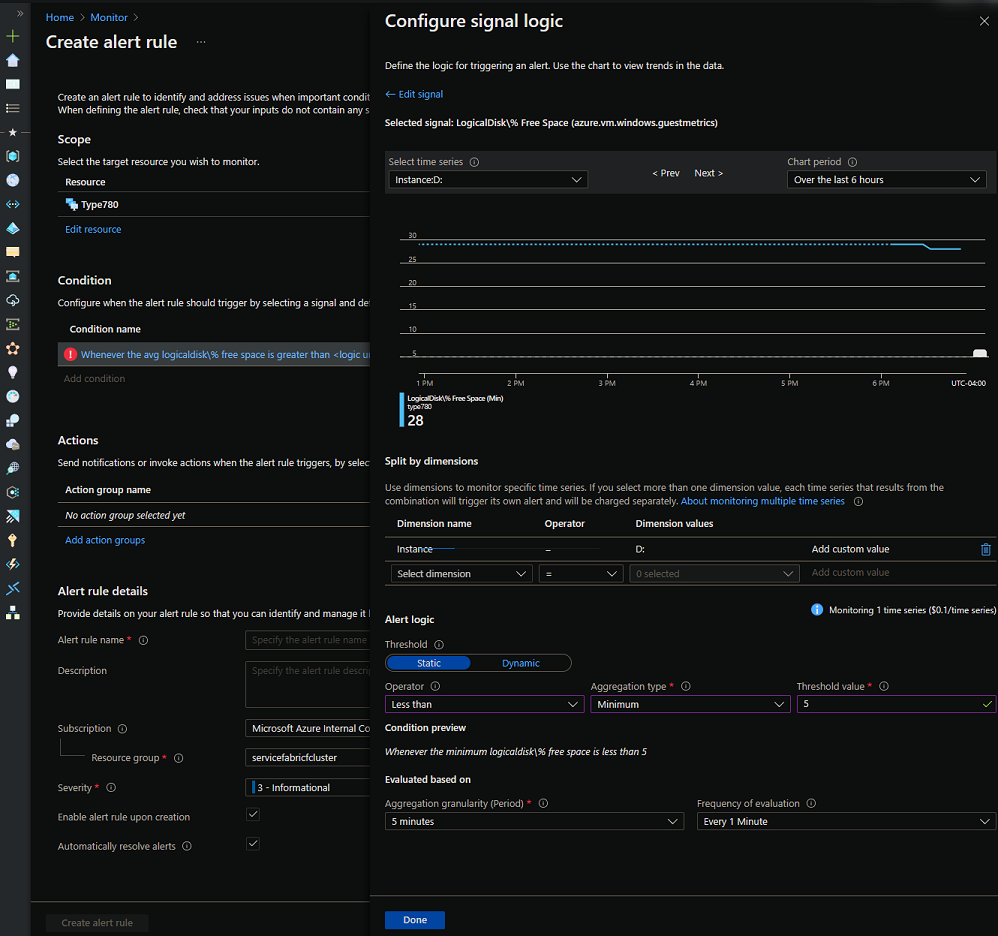 Home > Monitor >
Create alert rule ...
Create an alert rule to identify and address issues when important condit
When defining the alert rule, check that your inputs do not contain any s
Scope
Select the target resource you wish to monitor.
Resource
Type780
Edit resource
Condition
Configure when the alert rule should trigger by selecting a signal and de
Condition name
Whenever the avg logicaldisk\% free space is greater than <logic u
Add condition
Actions
Send notifications or invoke actions when the alert rule triggers, by selec
Action group name
No action group selected yet
Add action groups
Alert rule details
Provide details on your alert rule so that you can identify and manage it
Alert rule name *
Specify the alert rule name
Description
Specify the alert rule descri
Subscription
Microsoft Azure Internal Co
Resource group *
servicefabricfcluster
Severity *
3 - Informational
Enable alert rule upon creation
Automatically resolve alerts
Create alert rule
Configure signal logic
Define the logic for triggering an alert. Use the chart to view trends in the data.
← Edit signal
Selected signal: LogicalDisk\% Free Space (azure.vm.windows.guestmetrics)
Select time series
Instance:D:
< Prev Next >
Chart period
Over the last 6 hours
30
25
20
15
10
5
1 PM 2 PM 3 PM 4 PM 5 PM 6 PM UTC-04:00
LogicalDisk\% Free Space (Min)
type780
28
Split by dimensions
Use dimensions to monitor specific time series. If you select more than one dimension value, each time series that results from the
combination will trigger its own alert and will be charged separately. About monitoring multiple time series
Dimension name Operator Dimension values
Instance = D: Add custom value
Select dimension = 0 selected Add custom value
Monitoring 1 time series ($0.1/time series)
Alert logic
Threshold
Static Dynamic
Operator Aggregation type * Threshold value *
Less than Minimum 5
Condition preview
Whenever the minimum logicaldisk\% free space is less than 5
Evaluated based on
Aggregation granularity (Period) * Frequency of evaluation
5 minutes Every 1 Minute
Done